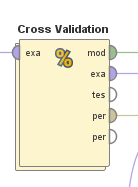 Cross Validation
exa
%
mod
exa
tes
per
per